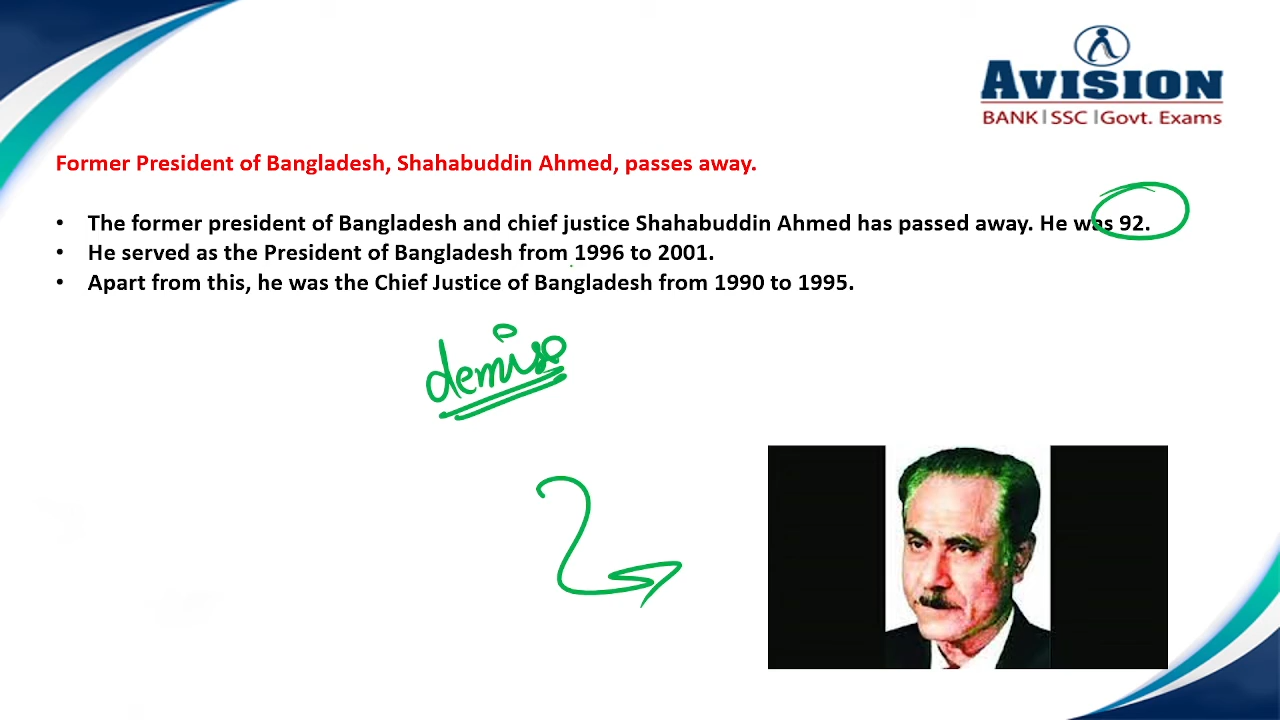 AVISION
BANK | SSC | Govt. Exams
Former President of Bangladesh, Shahabuddin Ahmed, passes away.
• The former president of Bangladesh and chief justice Shahabuddin Ahmed has passed away. He was 92.
• He served as the President of Bangladesh from 1996 to 2001.
• Apart from this, he was the Chief Justice of Bangladesh from 1990 to 1995.
demise